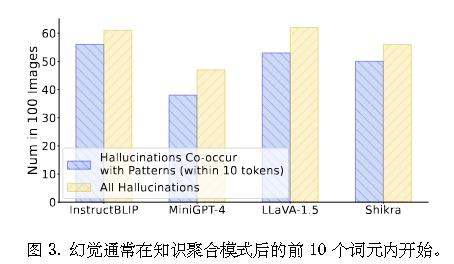 Num in 100 Images
60
50
40
30
20
10
0
Hallucinations Co-occur
with Patterns (within 10 tokens)
All Hallucinations
InstructBLIP MiniGPT-4 LLaVA-1.5 Shikra
图 3. 幻觉通常在知识聚合模式后的前 10 个词元内开始。